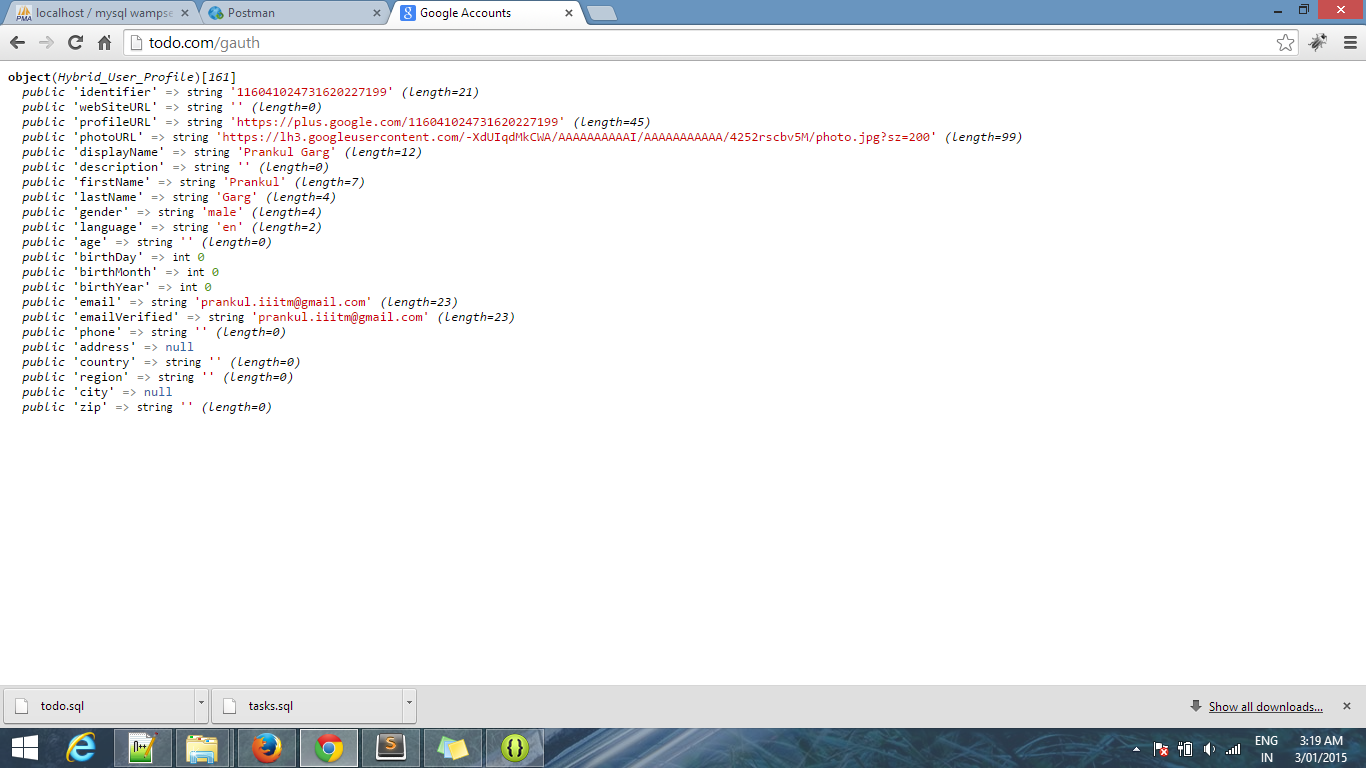 localhost / mysql wampse
Postman
Google Accounts
todo.com/gauth
object(Hybrid_User_Profile)[161]
public 'identifier' => string '116041024731620227199' (length=21)
public 'webSiteURL' => string '' (length=0)
public 'profileURL' => string 'https://plus.google.com/116041024731620227199' (length=45)
public 'photoURL' => string 'https://lh3.googleusercontent.com/-XdUIqdMkCWA/AAAAAAAAAAI/AAAAAAAAAAA/4252rscbv5M/photo.jpg?sz=200' (length=99)
public 'displayName' => string 'Prankul Garg' (length=12)
public 'description' => string '' (length=0)
public 'firstName' => string 'Prankul' (length=7)
public 'lastName' => string 'Garg' (length=4)
public 'gender' => string 'male' (length=4)
public 'language' => string 'en' (length=2)
public 'age' => string '' (length=0)
public 'birthDay' => int 0
public 'birthMonth' => int 0
public 'birthYear' => int 0
public 'email' => string 'prankul.iiitm@gmail.com' (length=23)
public 'emailVerified' => string 'prankul.iiitm@gmail.com' (length=23)
public 'phone' => string '' (length=0)
public 'address' => null
public 'country' => string '' (length=0)
public 'region' => string '' (length=0)
public 'city' => null
public 'zip' => string '' (length=0)
todo.sql
tasks.sql
Show all downloads...
ENG
3:19 AM
IN
3/01/2015